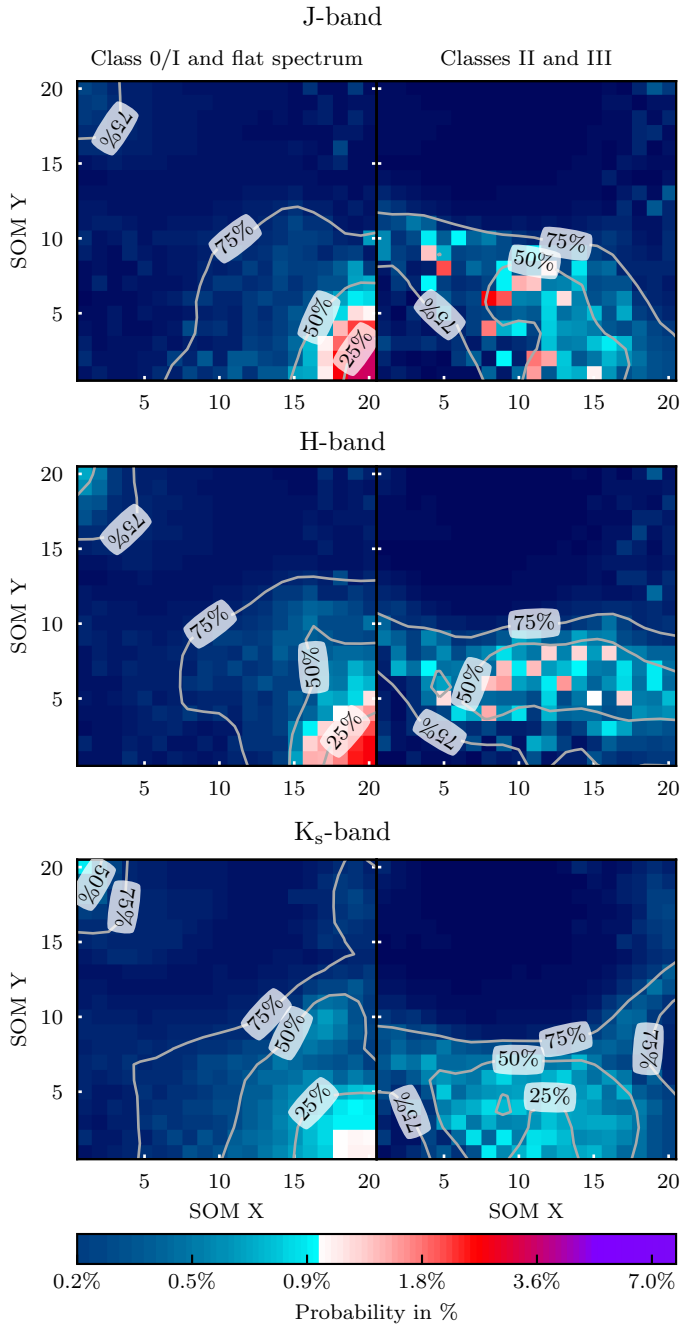 J-band
Class 0/I and flat spectrum Classes II and III
20
15
10
5
SOM Y
75%
75%
50%
25%
75%
50%
75%
5 10 15 20 5 10 15 20
H-band
20
15
10
5
SOM Y
75%
75%
50%
25%
75%
50%
75%
5 10 15 20 5 10 15 20
Kₛ-band
20
15
10
5
SOM Y
50%
75%
75%
50%
25%
75%
75%
50%
25%
75%
5 10 15 20 5 10 15 20
SOM X SOM X
0.2% 0.5% 0.9% 1.8% 3.6% 7.0%
Probability in %